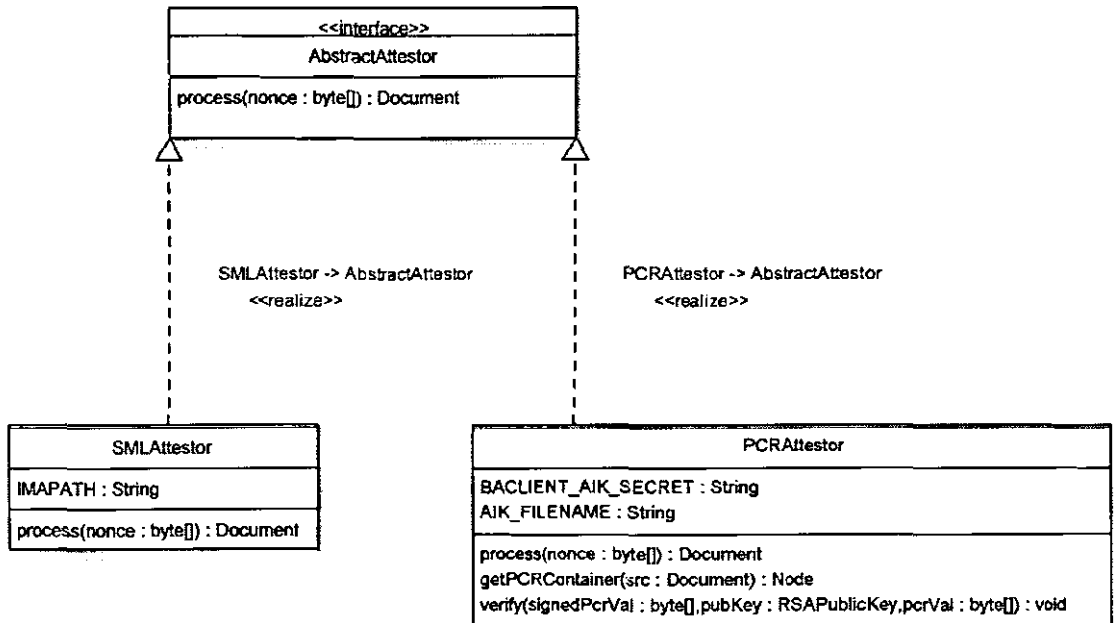 <<interface>>
AbstractAttestor
process(nonce : byte[]) : Document
SMLAttestor -> AbstractAttestor
<<realize>>
PCRAttestor -> AbstractAttestor
<<realize>>
SMLAttestor
IMAPATH : String
process(nonce : byte[]) : Document
PCRAttestor
BACLIENT_AIK_SECRET : String
AIK_FILENAME : String
process(nonce : byte[]) : Document
getPCRContainer(src : Document) : Node
verify(signedPcrVal : byte[],pubKey : RSAPublicKey,pcrVal : byte[]) : void